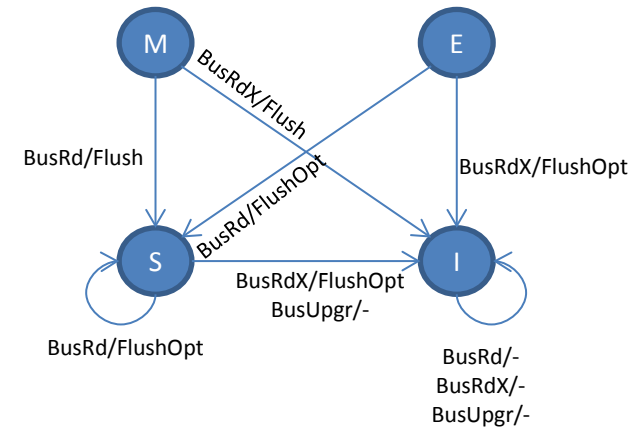 M
E
BusRdX/Flush
BusRd/Flush
BusRd/FlushOpt
BusRdX/FlushOpt
S
I
BusRdX/FlushOpt
BusUpgr/-
BusRd/FlushOpt
BusRd/-
BusRdX/-
BusUpgr/-